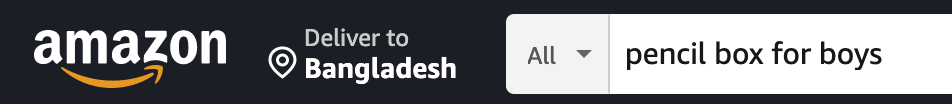 amazon
Deliver to
Bangladesh
All
pencil box for boys